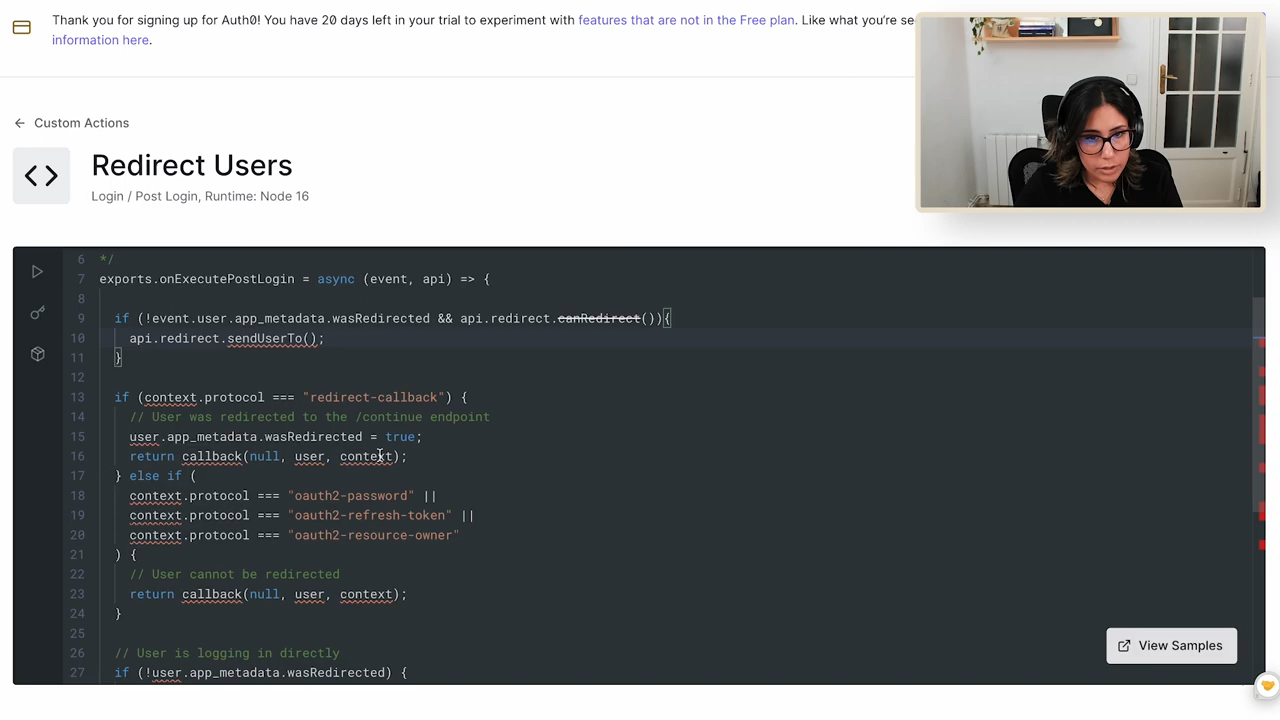 Thank you for signing up for Auth0! You have 20 days left in your trial to experiment with features that are not in the Free plan. Like what you're se
information here.
← Custom Actions
Redirect Users
Login / Post Login, Runtime: Node 16
6 */
7 exports.onExecutePostLogin = async (event, api) => {
8
9 if (!event.user.app_metadata.wasRedirected && api.redirect.canRedirect()){
10 api.redirect.sendUserTo();
11 }
12
13 if (context.protocol === "redirect-callback") {
14 // User was redirected to the /continue endpoint
15 user.app_metadata.wasRedirected = true;
16 return callback(null, user, context);
17 } else if (
18 context.protocol === "oauth2-password" ||
19 context.protocol === "oauth2-refresh-token" ||
20 context.protocol === "oauth2-resource-owner"
21 ) {
22 // User cannot be redirected
23 return callback(null, user, context);
24 }
25
26 // User is logging in directly
27 if (!user.app_metadata.wasRedirected) {
View Samples